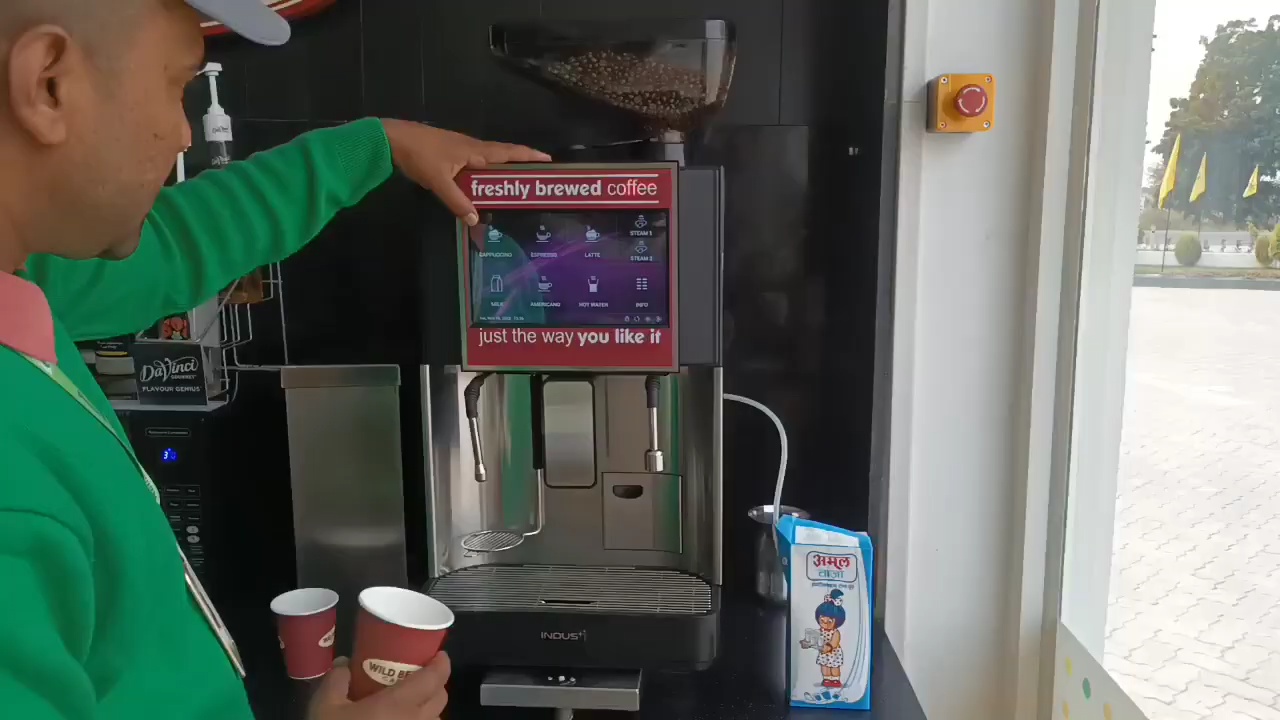 freshly brewed coffee
CAPPUCCINO
ESPRESSO
LATTE
STEAM 1
STEAM 2
MILK
AMERICANO
HOT WATER
INFO
just the way you like it
DaVinci
GOURMET
FLAVOUR GENIUS
INDUS
WILD BE
अमूल
ताज़ा